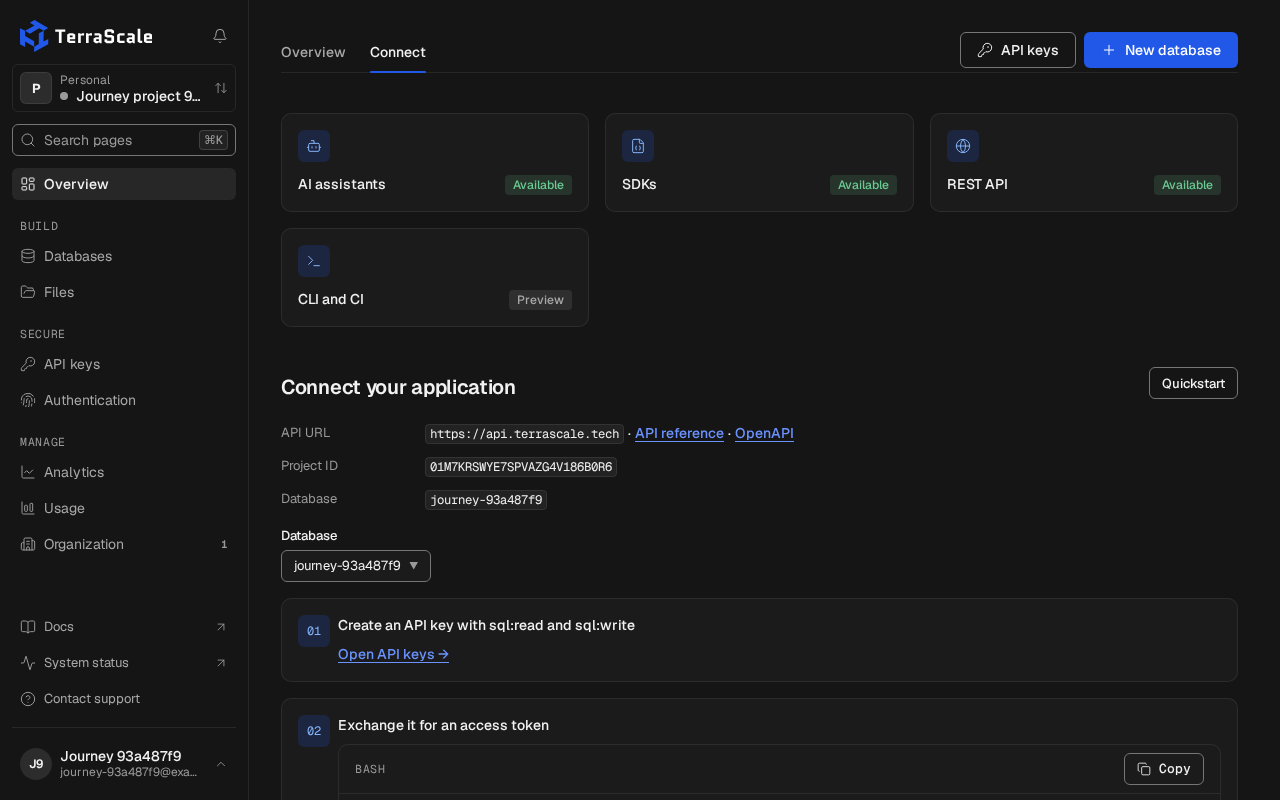 TerraScale
P
Personal
Journey project 9…
Search pages
⌘K
Overview
BUILD
Databases
Files
SECURE
API keys
Authentication
MANAGE
Analytics
Usage
Organization
1
Docs
System status
Contact support
J9
Journey 93a487f9
journey-93a487f9@exa…
Overview
Connect
API keys
New database
AI assistants
Available
SDKs
Available
REST API
Available
CLI and CI
Preview
Connect your application
Quickstart
API URL
https://api.terrascale.tech · API reference · OpenAPI
Project ID
01M7KRSWYE7SPVAZG4V186B0R6
Database
journey-93a487f9
Database
journey-93a487f9
01
Create an API key with sql:read and sql:write
Open API keys →
02
Exchange it for an access token
BASH
Copy